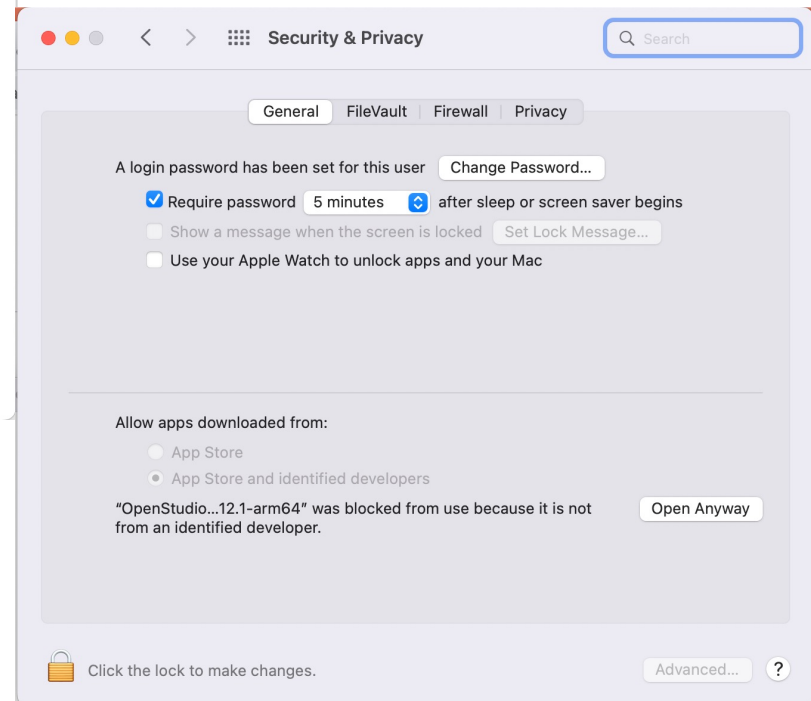 Security & Privacy
Search
General FileVault Firewall Privacy
A login password has been set for this user Change Password...
Require password 5 minutes after sleep or screen saver begins
Show a message when the screen is locked Set Lock Message...
Use your Apple Watch to unlock apps and your Mac
Allow apps downloaded from:
App Store
App Store and identified developers
“OpenStudio...12.1-arm64” was blocked from use because it is not Open Anyway
from an identified developer.
Click the lock to make changes. Advanced... ?